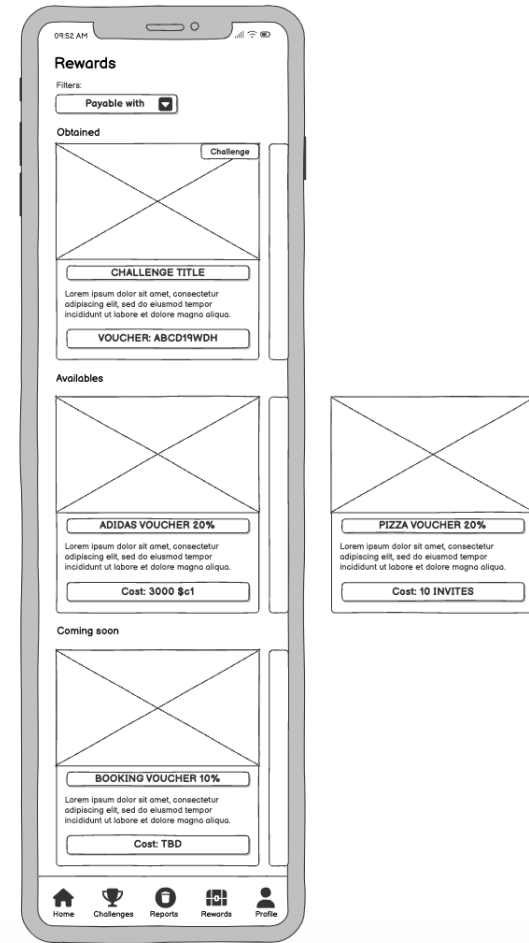 09:52 AM
Rewards
Filters:
Payable with
Obtained
Challenge
CHALLENGE TITLE
Lorem ipsum dolor sit amet, consectetur
adipiscing elit, sed do eiusmod tempor
incididunt ut labore et dolore magna aliqua.
VOUCHER: ABCD19WDH
Availables
ADIDAS VOUCHER 20%
Lorem ipsum dolor sit amet, consectetur
adipiscing elit, sed do eiusmod tempor
incididunt ut labore et dolore magna aliqua.
Cost: 3000 $c1
PIZZA VOUCHER 20%
Lorem ipsum dolor sit amet, consectetur
adipiscing elit, sed do eiusmod tempor
incididunt ut labore et dolore magna aliqua.
Cost: 10 INVITES
Coming soon
BOOKING VOUCHER 10%
Lorem ipsum dolor sit amet, consectetur
adipiscing elit, sed do eiusmod tempor
incididunt ut labore et dolore magna aliqua.
Cost: TBD
Home Challenges Reports Rewards Profile